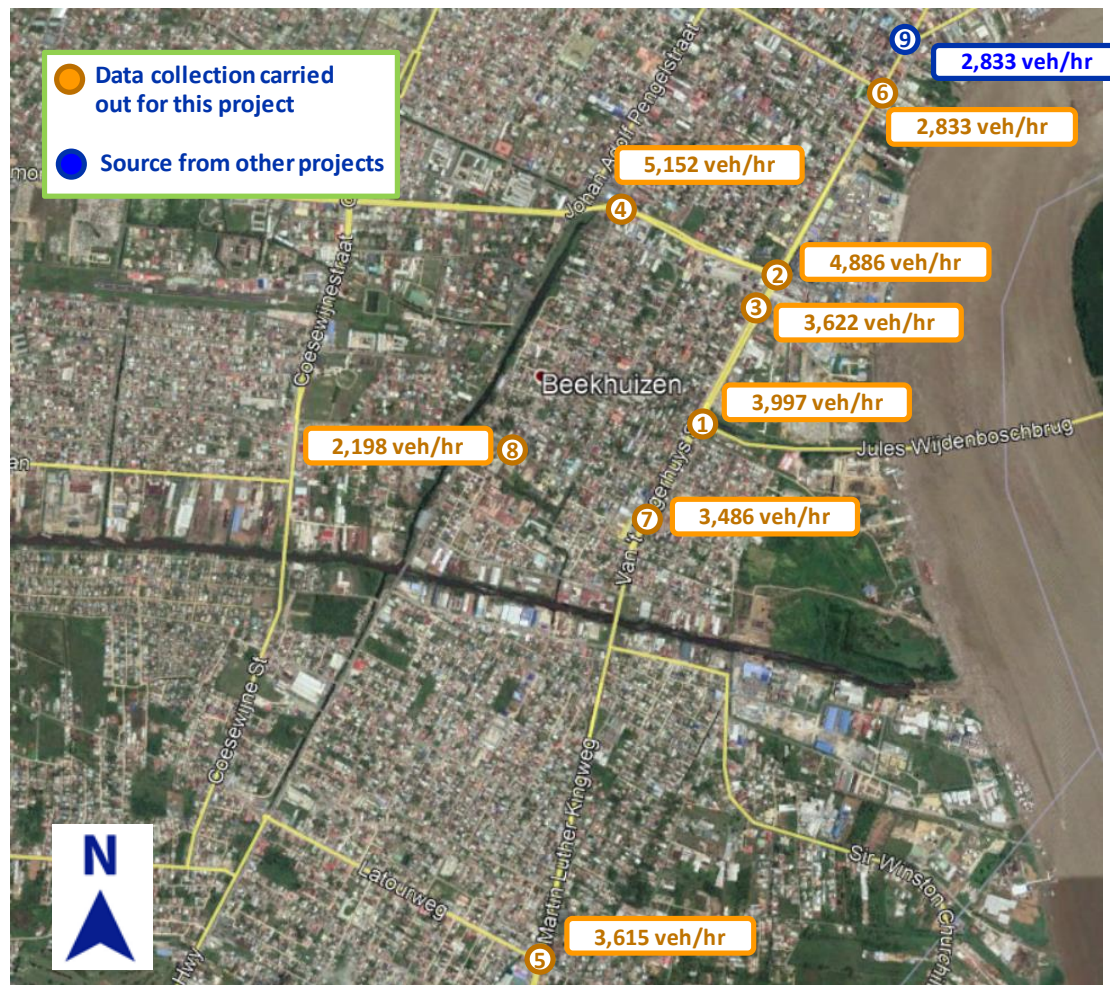 9
Data collection carried
out for this project
2,833 veh/hr
6
Johan Adolf Pengelstraat
2,833 veh/hr
Source from other projects
5,152 veh/hr
4
4,886 veh/hr
2
3
3,622 veh/hr
Coesewijnestraat
Beekhuizen
3,997 veh/hr
1
Jules Wijdenboschbrug
2,198 veh/hr
8
an
7
3,486 veh/hr
Coesewijne St
Martin Luther Kingweg
N
Latourweg
Sir Winston Churchil
3,615 veh/hr
5
Hwy